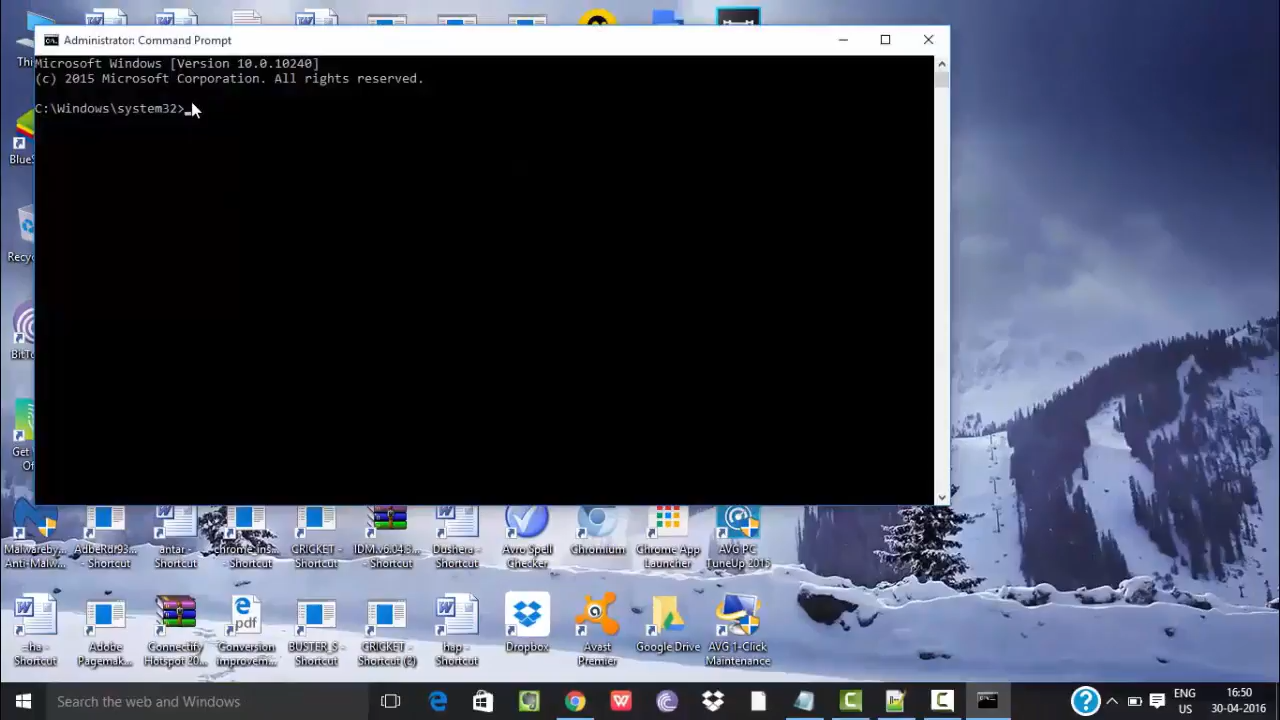 Administrator: Command Prompt
Microsoft Windows [Version 10.0.10240]
(c) 2015 Microsoft Corporation. All rights reserved.
C:\Windows\system32>
Malwareby...
Anti-Malw...
AdbeRdr93...
- Shortcut
antar -
Shortcut
chrome_ins...
- Shortcut
CRICKET -
Shortcut
IDM.v6.04.3...
- Shortcut
Dushera -
Shortcut
Avro Spell
Checker
Chromium
Chrome App
Launcher
AVG PC
TuneUp 2015
Shortcut
Adobe
Pagemak...
Connectify
Hotspot 20...
pdf
Conversion
improvem...
BUSTER_S -
Shortcut
CRICKET -
Shortcut (2)
hap -
Shortcut
Dropbox
Avast
Premier
Google Drive
AVG 1-Click
Maintenance
Search the web and Windows
ENG
US
16:50
30-04-2016